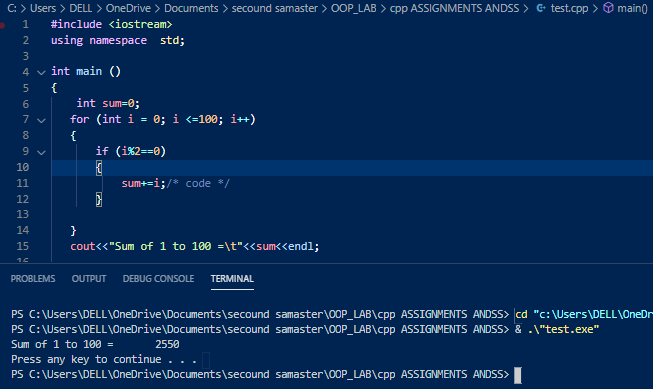 C: > Users > DELL > OneDrive > Documents > secound samaster > OOP_LAB > cpp ASSIGNMENTS ANDSS > test.cpp > main()
1 #include <iostream>
2 using namespace  std;
3
4 int main ()
5 {
6 int sum=0;
7 for (int i = 0; i <=100; i++)
8 {
9 if (i%2==0)
10 {
11 sum+=i;/* code */
12 }
13
14 }
15 cout<<"Sum of 1 to 100 =\t"<<sum<<endl;
PROBLEMS OUTPUT DEBUG CONSOLE TERMINAL
PS C:\Users\DELL\OneDrive\Documents\secound samaster\OOP_LAB\cpp ASSIGNMENTS ANDSS> cd "c:\Users\DELL\OneDr
PS C:\Users\DELL\OneDrive\Documents\secound samaster\OOP_LAB\cpp ASSIGNMENTS ANDSS> & .\"test.exe"
Sum of 1 to 100 = 2550
Press any key to continue . . .
PS C:\Users\DELL\OneDrive\Documents\secound samaster\OOP_LAB\cpp ASSIGNMENTS ANDSS>